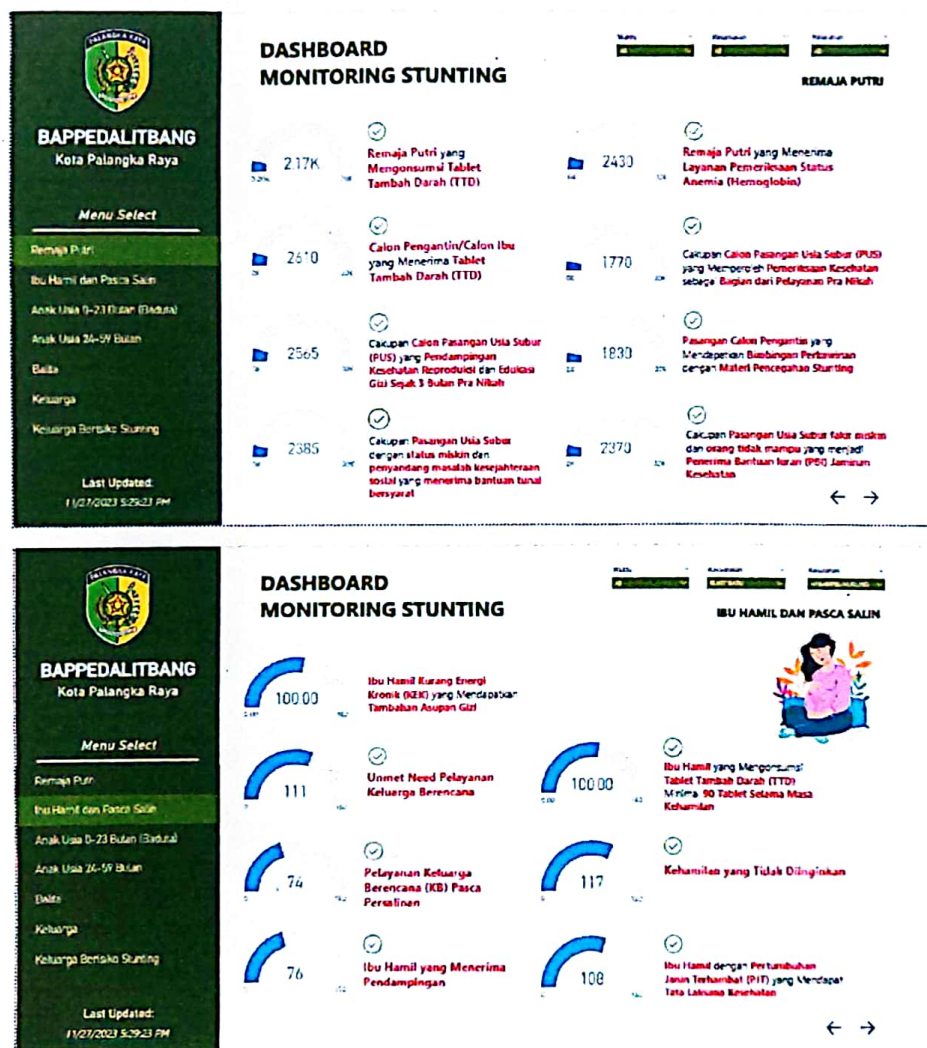 PALANGKA RAYA
BAPPEDALITBANG
Kota Palangka Raya
Menu Select
Remaja Putri
Ibu Hamil dan Pasca Salin
Anak Usia 0-23 Bulan (Baduta)
Anak Usia 24-59 Bulan
Balita
Keluarga
Keluarga Berisiko Stunting
Last Updated:
11/27/2023 5:29:23 PM
DASHBOARD
MONITORING STUNTING
Waktu
Kecamatan
Kelurahan
REMAJA PUTRI
2.17K
Remaja Putri yang
Mengonsumsi Tablet
Tambah Darah (TTD)
2430
Remaja Putri yang Menerima
Layanan Pemeriksaan Status
Anemia (Hemoglobin)
2610
Calon Pengantin/Calon Ibu
yang Menerima Tablet
Tambah Darah (TTD)
1770
Cakupan Calon Pasangan Usia Subur (PUS)
yang Memperoleh Pemeriksaan Kesehatan
sebagai Bagian dari Pelayanan Pra Nikah
2565
Cakupan Calon Pasangan Usia Subur
(PUS) yang Pendampingan
Kesehatan Reproduksi dan Edukasi
Gizi Sejak 3 Bulan Pra Nikah
1830
Pasangan Calon Pengantin yang
Mendapatkan Bimbingan Perkawinan
dengan Materi Pencegahan Stunting
2385
Cakupan Pasangan Usia Subur
dengan status miskin dan
penyandang masalah kesejahteraan
sosial yang menerima bantuan tunai
bersyarat
2370
Cakupan Pasangan Usia Subur fakir miskin
dan orang tidak mampu yang menjadi
Penerima Bantuan Iuran (PBI) Jaminan
Kesehatan
PALANGKA RAYA
BAPPEDALITBANG
Kota Palangka Raya
Menu Select
Remaja Putri
Ibu Hamil dan Pasca Salin
Anak Usia 0-23 Bulan (Baduta)
Anak Usia 24-59 Bulan
Balita
Keluarga
Keluarga Berisiko Stunting
Last Updated:
11/27/2023 5:29:23 PM
DASHBOARD
MONITORING STUNTING
Waktu
Kecamatan
Kelurahan
IBU HAMIL DAN PASCA SALIN
100.00
Ibu Hamil Kurang Energi
Kronik (KEK) yang Mendapatkan
Tambahan Asupan Gizi
111
Unmet Need Pelayanan
Keluarga Berencana
100.00
Ibu Hamil yang Mengonsumsi
Tablet Tambah Darah (TTD)
Minimal 90 Tablet Selama Masa
Kehamilan
74
Pelayanan Keluarga
Berencana (KB) Pasca
Persalinan
117
Kehamilan yang Tidak Diinginkan
76
Ibu Hamil yang Menerima
Pendampingan
108
Ibu Hamil dengan Pertumbuhan
Janin Terhambat (PJT) yang Mendapat
Tata Laksana Kesehatan